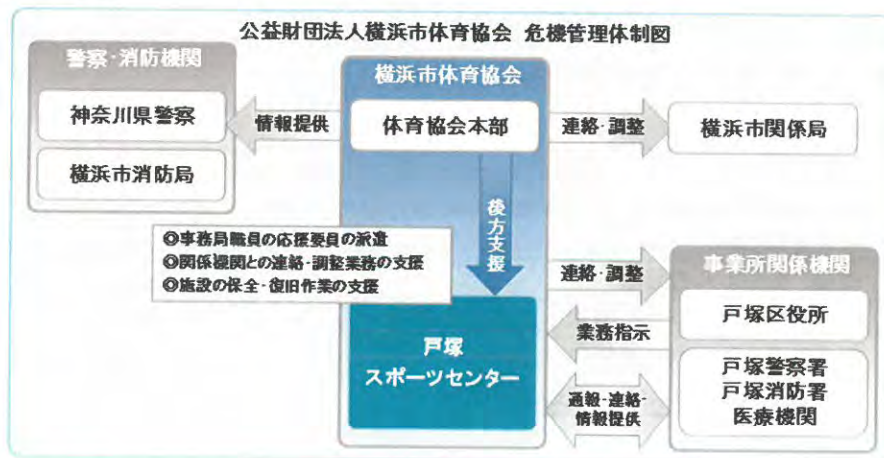 公益財団法人横浜市体育協会 危機管理体制図
警察・消防機関
神奈川県警察
横浜市消防局
情報提供
横浜市体育協会
体育協会本部
連絡・調整
横浜市関係局
後方支援
◎事務局職員の応援委員の派遣
◎関係機関との連絡・調整業務の支援
◎施設の保全・復旧作業の支援
戸塚
スポーツセンター
連絡・調整
業務指示
通報・連絡・
情報提供
事業所関係機関
戸塚区役所
戸塚警察署
戸塚消防署
医療機関